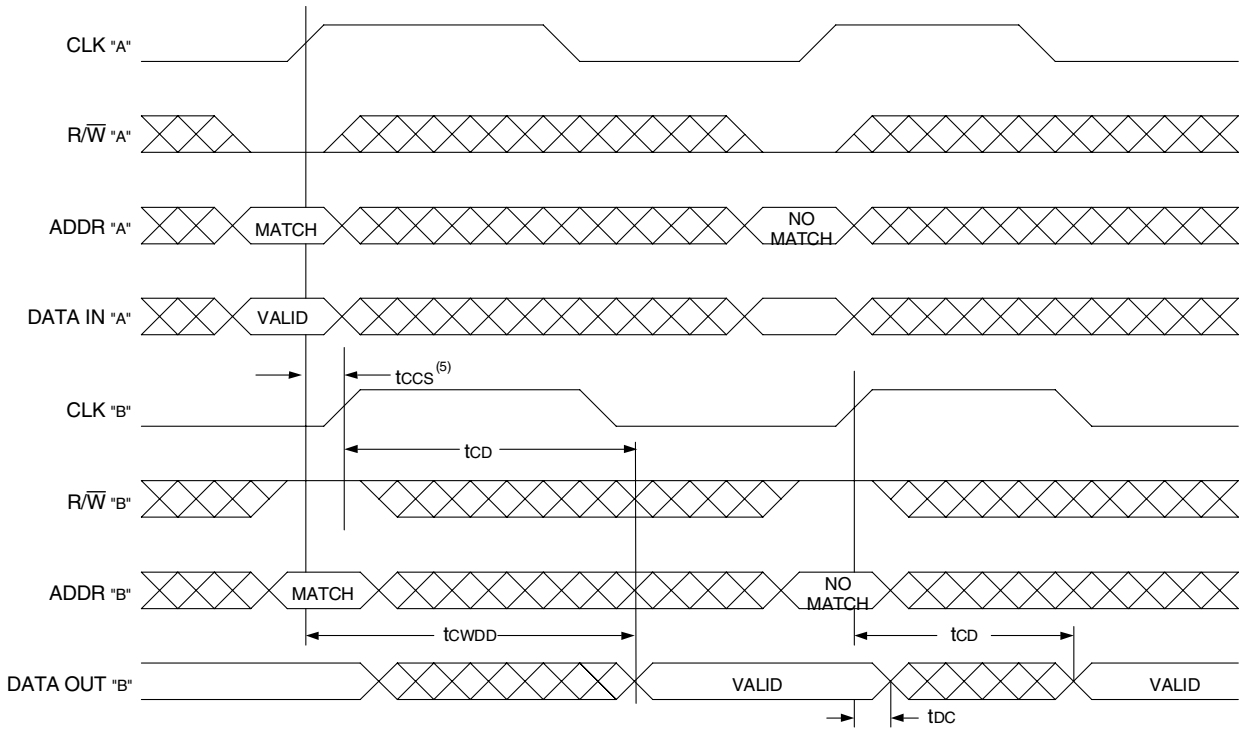 CLK "A"
R/W "A"
ADDR "A"
MATCH
NO
MATCH
DATA IN "A"
VALID
tCCS(5)
CLK "B"
tCD
R/W "B"
ADDR "B"
MATCH
NO
MATCH
tCWDD
tCD
DATA OUT "B"
VALID
VALID
tDC